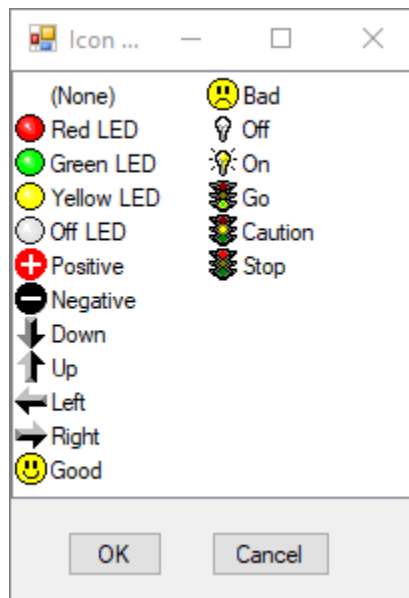 Icon ...
(None)
Red LED
Green LED
Yellow LED
Off LED
Positive
Negative
Down
Up
Left
Right
Good
Bad
Off
On
Go
Caution
Stop
OK
Cancel